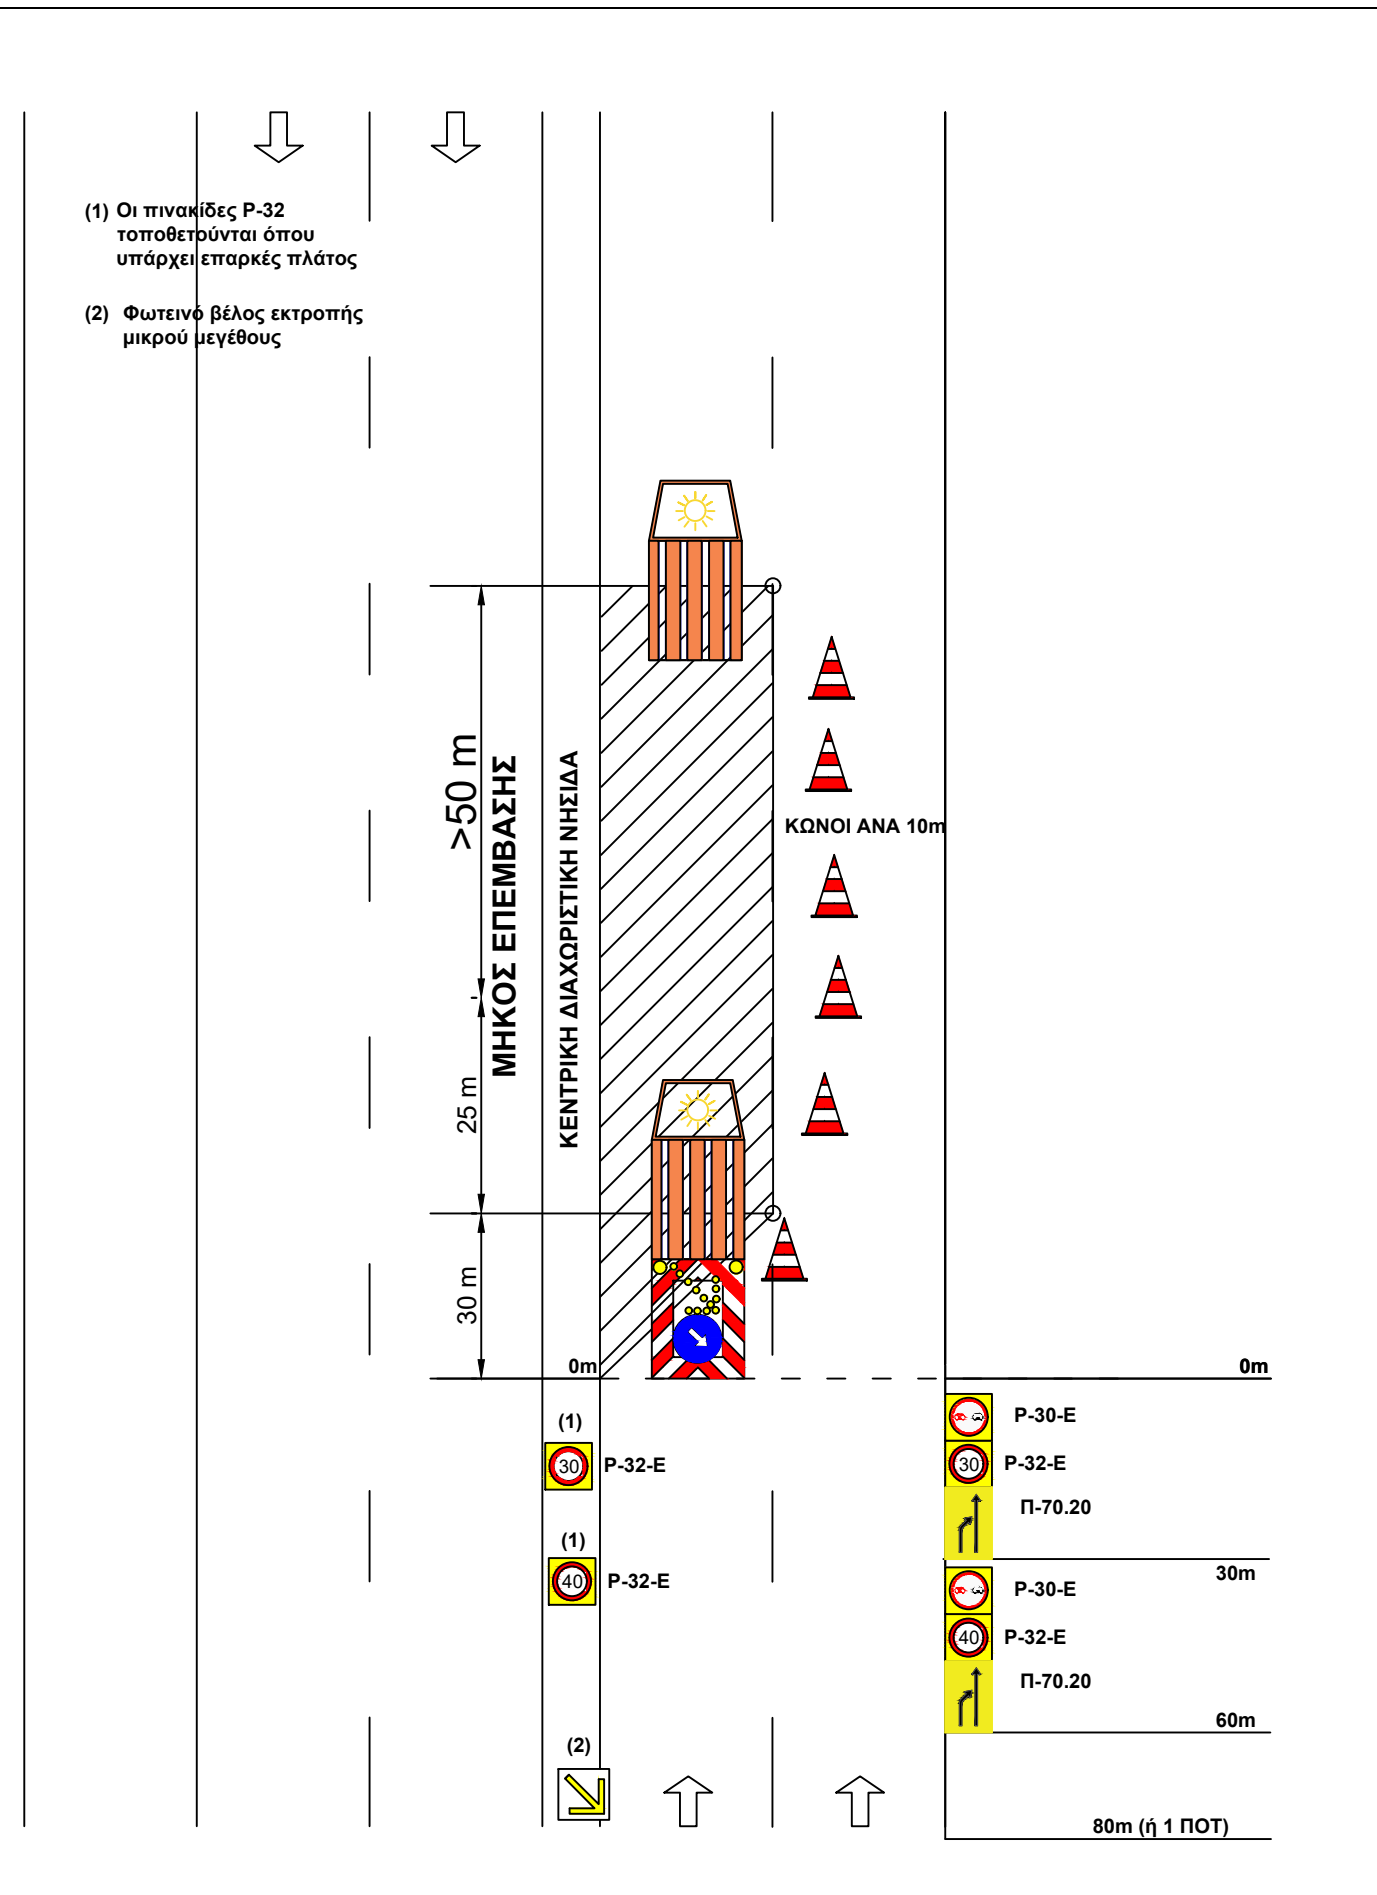 (1) Οι πινακίδες Ρ-32
τοποθετούνται όπου
υπάρχει επαρκές πλάτος
(2) Φωτεινό βέλος εκτροπής
μικρού μεγέθους
>50 m
ΜΗΚΟΣ ΕΠΕΜΒΑΣΗΣ
ΚΕΝΤΡΙΚΗ ΔΙΑΧΩΡΙΣΤΙΚΗ ΝΗΣΙΔΑ
ΚΩΝΟΙ ΑΝΑ 10m
25 m
30 m
0m
0m
(1)
30
Ρ-32-Ε
Ρ-30-Ε
30
Ρ-32-Ε
Π-70.20
30m
(1)
40
Ρ-32-Ε
Ρ-30-Ε
40
Ρ-32-Ε
Π-70.20
60m
(2)
80m (ή 1 ΠΟΤ)